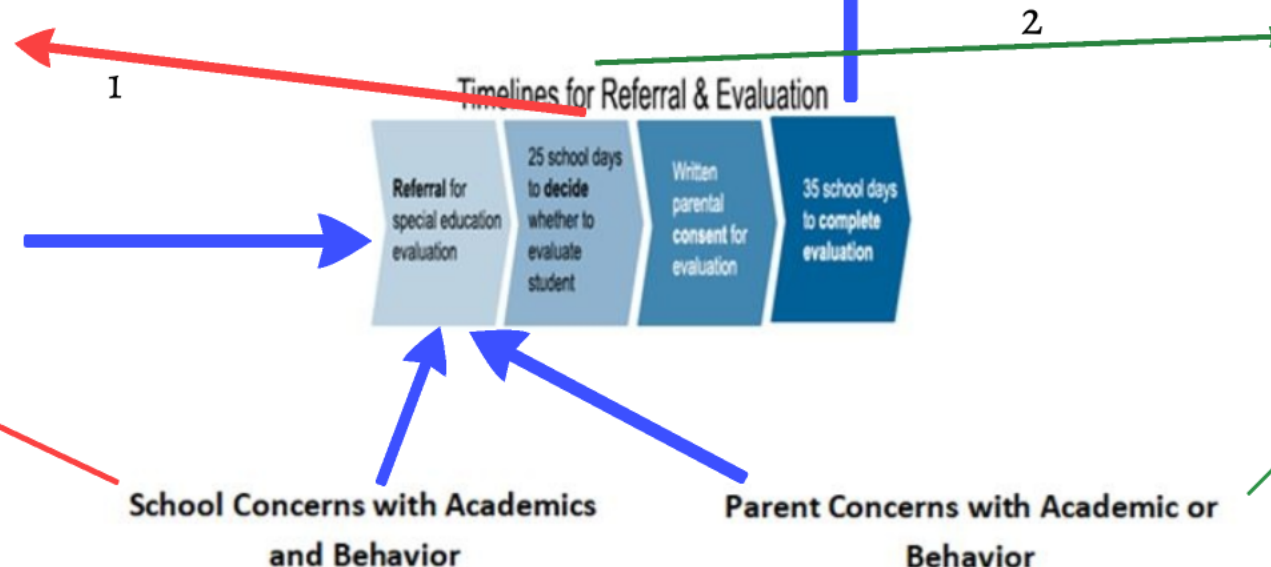 2
1
Timelines for Referral & Evaluation
Referral for
special education
evaluation
25 school days
to decide
whether to
evaluate
student
Written
parental
consent for
evaluation
35 school days
to complete
evaluation
School Concerns with Academics
and Behavior
Parent Concerns with Academic or
Behavior